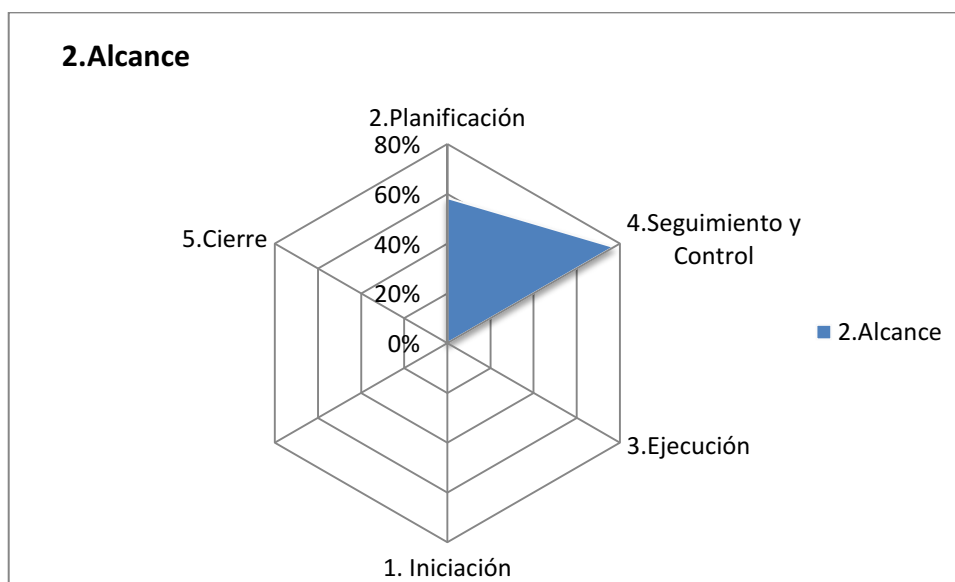 2.Alcance
2.Planificación
80%
60%
40%
20%
0%
4.Seguimiento y
Control
3.Ejecución
1. Iniciación
5.Cierre
2.Alcance